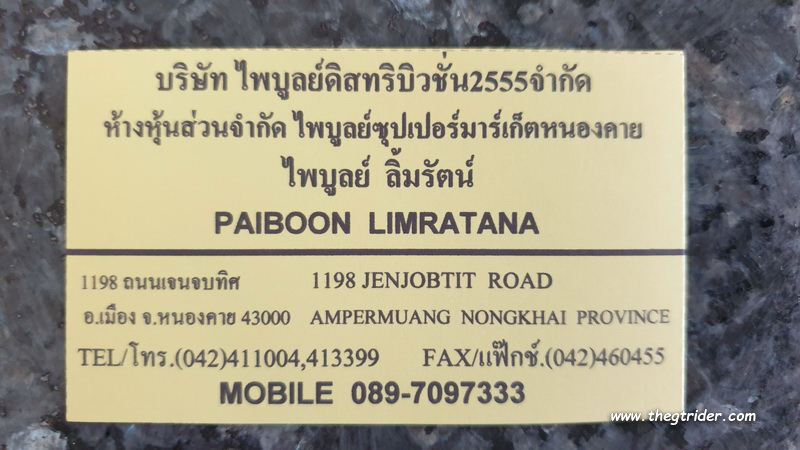 บริษัท ไพบูลย์ดิสทริบิวชั่น2555จำกัด
ห้างหุ้นส่วนจำกัด ไพบูลย์ซุปเปอร์มาร์เก็ตหนองคาย
ไพบูลย์ ลิ้มรัตน์
PAIBOON LIMRATANA
1198 ถนนเจนจบทิศ 1198 JENJOBTIT ROAD
อ.เมือง จ.หนองคาย 43000 AMPERMUANG NONGKHAI PROVINCE
TEL/โทร.(042)411004,413399 FAX/แฟ๊กช์.(042)460455
MOBILE 089-7097333
www.thegtrider.com